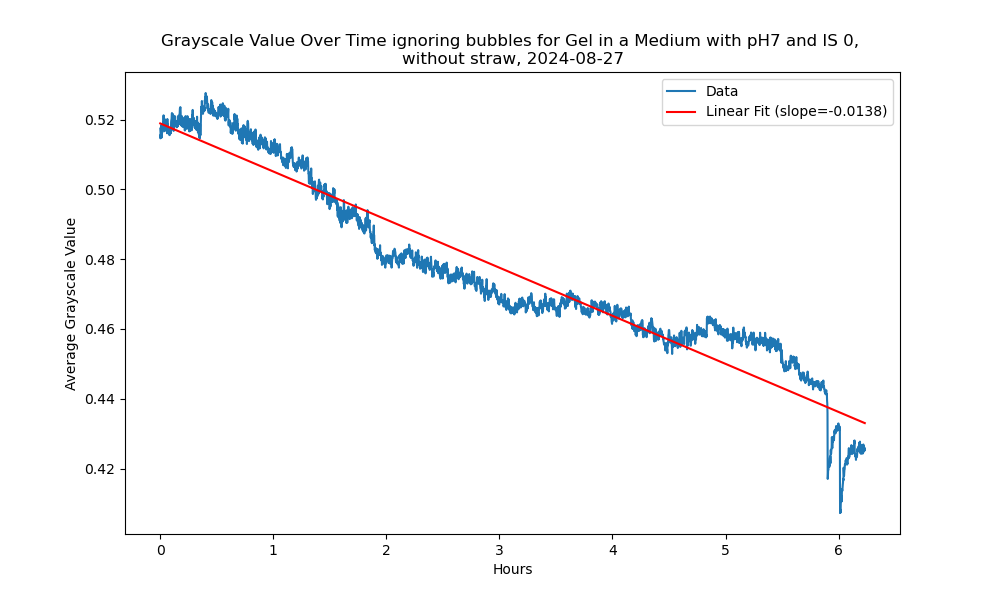 Grayscale Value Over Time ignoring bubbles for Gel in a Medium with pH7 and IS 0,
without straw, 2024-08-27
Data
Linear Fit (slope=-0.0138)
Average Grayscale Value
0.52
0.50
0.48
0.46
0.44
0.42
0 1 2 3 4 5 6
Hours